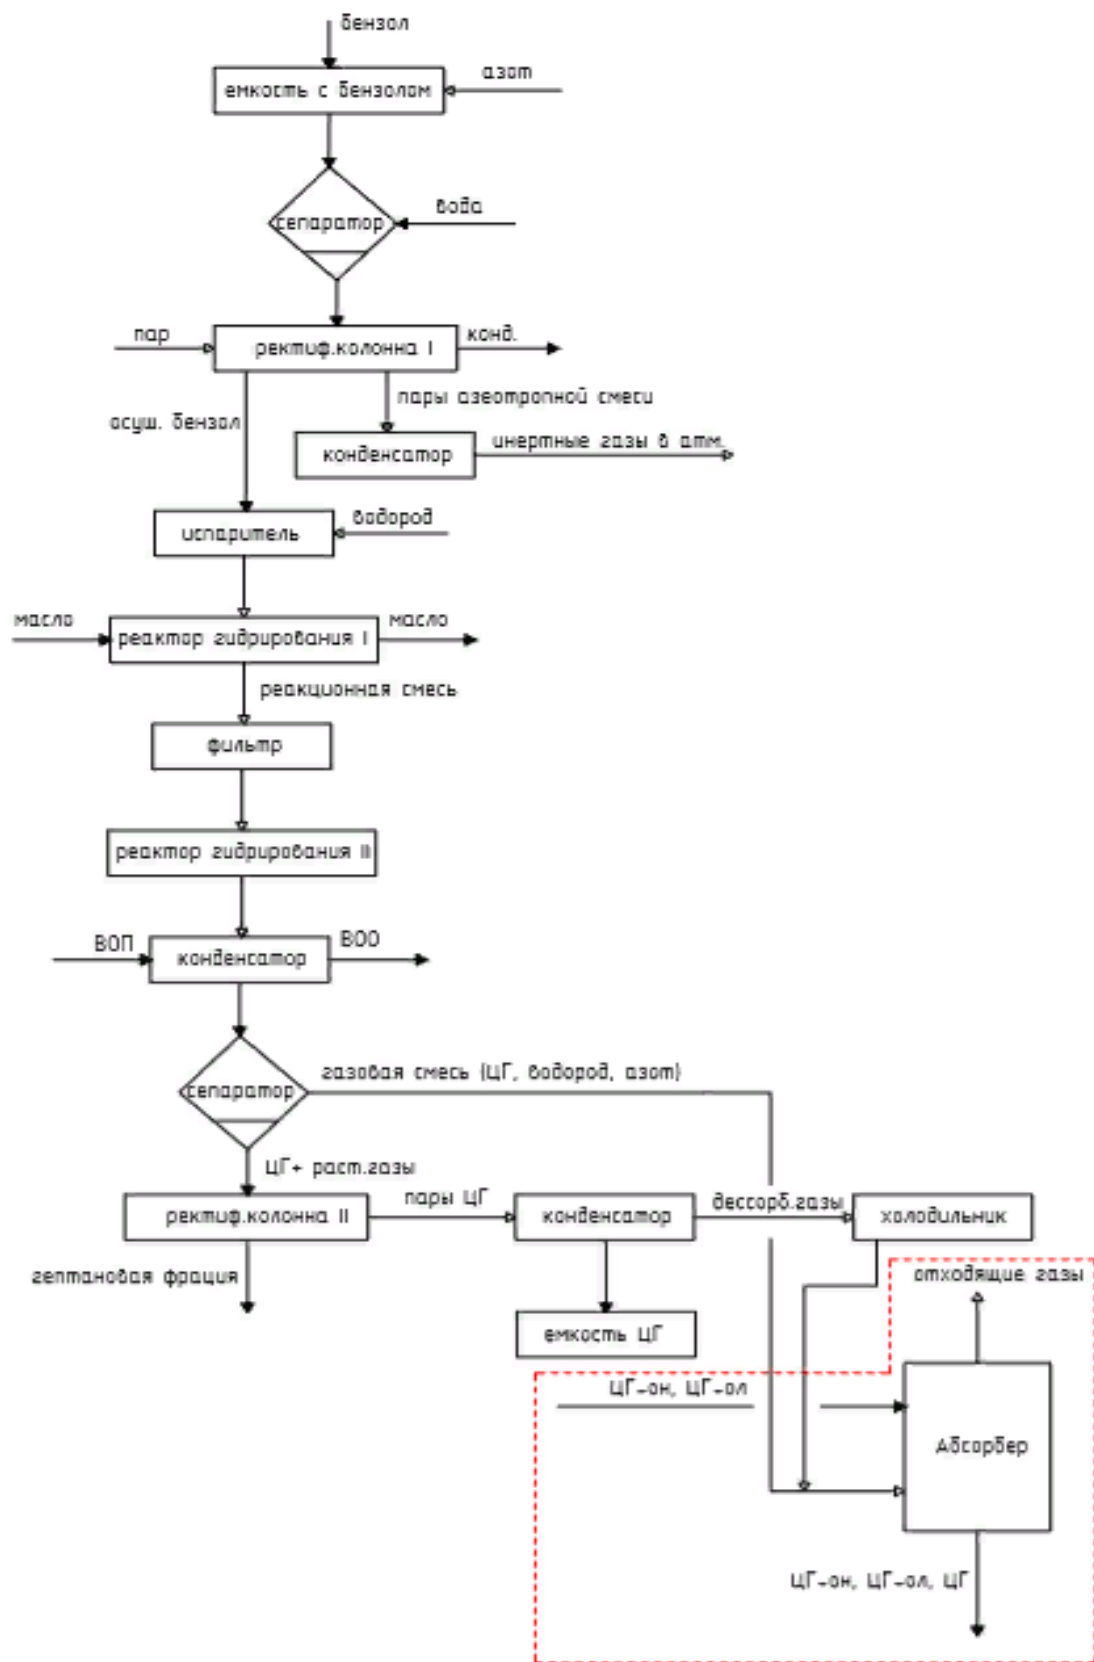 бензол
азот
емкость с бензолом
вода
сепаратор
пар
конд.
ректиф.колонна I
пары азеотропной смеси
осуш. бензол
инертные газы в атм.
конденсатор
водород
испаритель
масло
масло
реактор гидрирования I
реакционная смесь
фильтр
реактор гидрирования II
ВОП
ВОО
конденсатор
газовая смесь (ЦГ, водород, азот)
сепаратор
ЦГ+ раст.газы
пары ЦГ
дессорб.газы
ректиф.колонна II
конденсатор
холодильник
гептановая фрация
отходящие газы
емкость ЦГ
ЦГ-он, ЦГ-ол
Абсорбер
ЦГ-он, ЦГ-ол, ЦГ